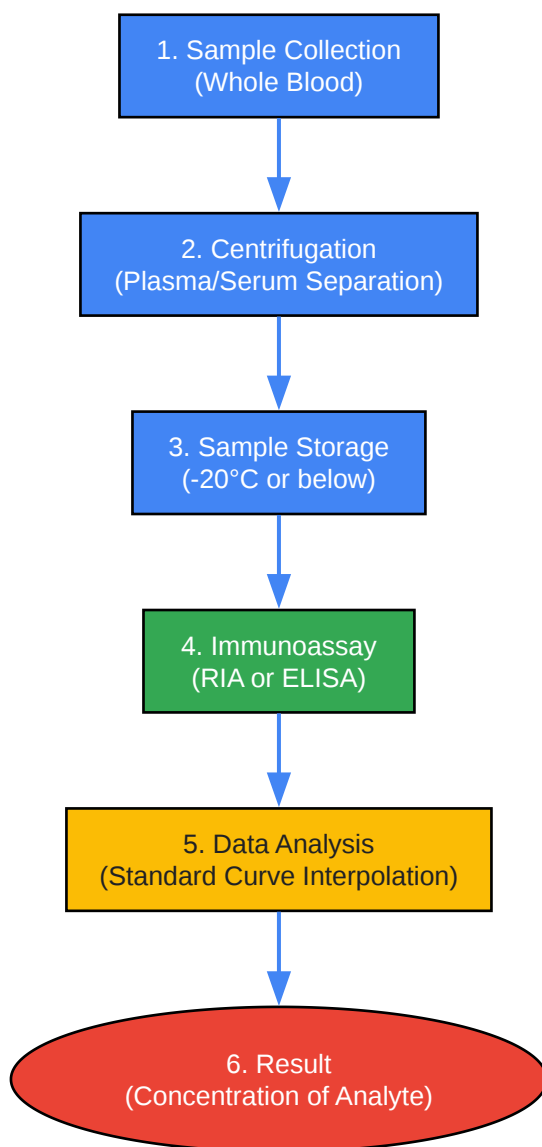 1. Sample Collection
(Whole Blood)
2. Centrifugation
(Plasma/Serum Separation)
3. Sample Storage
(-20°C or below)
4. Immunoassay
(RIA or ELISA)
5. Data Analysis
(Standard Curve Interpolation)
6. Result
(Concentration of Analyte)